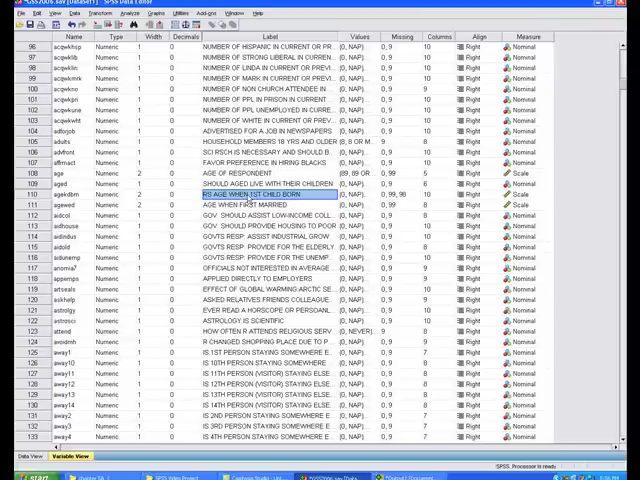 *GSS2006.sav [DataSet1] - SPSS Data Editor
File Edit View Data Transform Analyze Graphs Utilities Add-ons Window Help
Name Type Width Decimals Label Values Missing Columns Align Measure
96 acqwkhisp Numeric 1 0 NUMBER OF HISPANIC IN CURRENT OR PR... {0, NAP}... 0, 9 10 Right Nominal
97 acqwklib Numeric 1 0 NUMBER OF STRONG LIBERAL IN CURRENT... {0, NAP}... 0, 9 10 Right Nominal
98 acqwklin Numeric 1 0 NUMBER OF LINDA IN CURRENT OR PREVI... {0, NAP}... 0, 9 10 Right Nominal
99 acqwkmrk Numeric 1 0 NUMBER OF MARK IN CURRENT OR PREVI... {0, NAP}... 0, 9 10 Right Nominal
100 acqwkno Numeric 1 0 NUMBER OF NON CHURCH ATTENDEE IN ... {0, NAP}... 0, 9 9 Right Nominal
101 acqwkpri Numeric 1 0 NUMBER OF PPL IN PRISON IN CURRENT ... {0, NAP}... 0, 9 10 Right Nominal
102 acqwkune Numeric 1 0 NUMBER OF PPL UNEMPLOYED IN CURRENT... {0, NAP}... 0, 9 10 Right Nominal
103 acqwkwht Numeric 1 0 NUMBER OF WHITE IN CURRENT OR PREVI... {0, NAP}... 0, 9 10 Right Nominal
104 adforjob Numeric 1 0 ADVERTISED FOR A JOB IN NEWSPAPERS {0, NAP}... 0, 9 10 Right Nominal
105 adults Numeric 1 0 HOUSEHOLD MEMBERS 18 YRS AND OLDER {8, 8 OR M... 9 8 Right Nominal
106 advfront Numeric 1 0 SCI RSCH IS NECESSARY AND SHOULD B... {0, NAP}... 0, 9 10 Right Nominal
107 affrmact Numeric 1 0 FAVOR PREFERENCE IN HIRING BLACKS {0, NAP}... 0, 9 10 Right Nominal
108 age Numeric 2 0 AGE OF RESPONDENT {89, 89 OR ... 0, 98, 99 5 Right Scale
109 aged Numeric 1 0 SHOULD AGED LIVE WITH THEIR CHILDREN {0, NAP}... 0, 9 6 Right Nominal
110 agekdbrn Numeric 2 0 RS AGE WHEN 1ST CHILD BORN {0, NAP}... 0, 99, 98 10 Right Scale
111 agewed Numeric 2 0 AGE WHEN FIRST MARRIED {0, NAP}... 0, 99 8 Right Scale
112 aidcol Numeric 1 0 GOV. SHOULD ASSIST LOW-INCOME COLL... {0, NAP}... 0, 9 8 Right Nominal
113 aidhouse Numeric 1 0 GOV: SHOULD PROVIDE HOUSING TO POOR {0, NAP}... 0, 9 10 Right Nominal
114 aidindus Numeric 1 0 GOVTS RESP: ASSIST INDUSTRIAL GROW {0, NAP}... 0, 9 10 Right Nominal
115 aidold Numeric 1 0 GOVTS RESP: PROVIDE FOR THE ELDERLY {0, NAP}... 0, 9 8 Right Nominal
116 aidunemp Numeric 1 0 GOVTS RESP: PROVIDE FOR THE UNEMP... {0, NAP}... 0, 9 10 Right Nominal
117 anomia7 Numeric 1 0 OFFICIALS NOT INTERESTED IN AVERAGE ... {0, NAP}... 0, 9 9 Right Nominal
118 appemps Numeric 1 0 APPLIED DIRECTLY TO EMPLOYERS {0, NAP}... 0, 9 9 Right Nominal
119 artseals Numeric 1 0 EFFECT OF GLOBAL WARMING ARCTIC SE... {0, NAP}... 0, 9 10 Right Nominal
120 askhelp Numeric 1 0 ASKED RELATIVES FRIENDS COLLEAGUE... {0, NAP}... 0, 9 9 Right Nominal
121 astrolgy Numeric 1 0 EVER READ A HORSCOPE OR PERSONAL... {0, NAP}... 0, 9 10 Right Nominal
122 astrosci Numeric 1 0 ASTROLOGY IS SCIENTIFIC {0, NAP}... 0, 9 10 Right Nominal
123 attend Numeric 1 0 HOW OFTEN R ATTENDS RELIGIOUS SERV... {0, NEVER}... 9 8 Right Nominal
124 avoidmh Numeric 1 0 R CHANGED SHOPPING PLACE DUE TO P... {0, NAP}... 0, 9 9 Right Nominal
125 away1 Numeric 1 0 IS 1ST PERSON STAYING SOMEWHERE E... {0, NAP}... 0, 9 7 Right Nominal
126 away10 Numeric 1 0 IS 10TH PERSON STAYING SOMEWHERE ... {0, NAP}... 0, 9 8 Right Nominal
127 away11 Numeric 1 0 IS 11TH PERSON (VISITOR) STAYING ELSE... {0, NAP}... 0, 9 8 Right Nominal
128 away12 Numeric 1 0 IS 12TH PERSON (VISITOR) STAYING ELSE... {0, NAP}... 0, 9 8 Right Nominal
129 away13 Numeric 1 0 IS 13TH PERSON (VISITOR) STAYING ELSE... {0, NAP}... 0, 9 8 Right Nominal
130 away14 Numeric 1 0 IS 14TH PERSON (VISITOR) STAYING ELSE... {0, NAP}... 0, 9 8 Right Nominal
131 away2 Numeric 1 0 IS 2ND PERSON STAYING SOMEWHERE E... {0, NAP}... 0, 9 7 Right Nominal
132 away3 Numeric 1 0 IS 3RD PERSON STAYING SOMEWHERE E... {0, NAP}... 0, 9 7 Right Nominal
133 away4 Numeric 1 0 IS 4TH PERSON STAYING SOMEWHERE E... {0, NAP}... 0, 9 7 Right Nominal
Data View Variable View
SPSS Processor is ready
start chapter 5A SPSS Video Project Camtasia Studio - Unt... *GSS2006.sav [DataS... *Output1 [Document... 5:56 PM